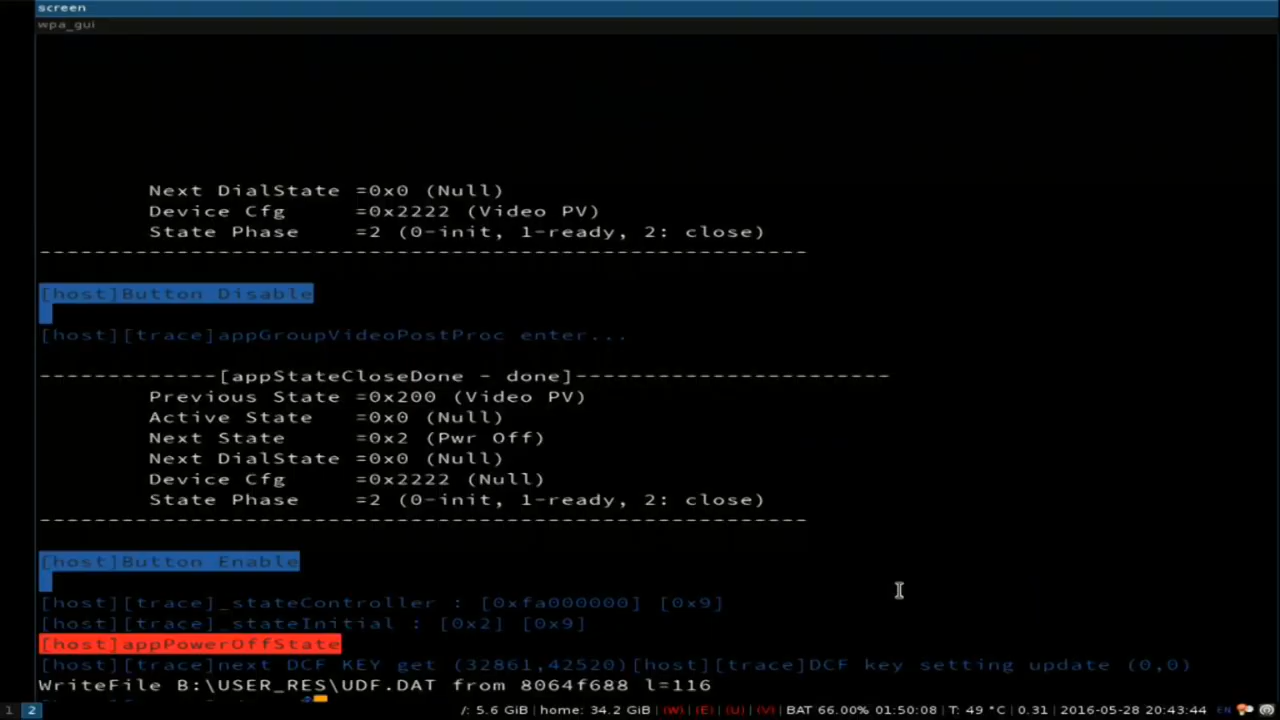 screen
wpa_gui
Next DialState =0x0 (Null)
Device Cfg =0x2222 (Video PV)
State Phase =2 (0-init, 1-ready, 2: close)
--------------------------------------------------------
[host]Button Disable
[host][trace]appGroupVideoPostProc enter...
-------------[appStateCloseDone - done]-----------------------
Previous State =0x200 (Video PV)
Active State =0x0 (Null)
Next State =0x2 (Pwr Off)
Next DialState =0x0 (Null)
Device Cfg =0x2222 (Null)
State Phase =2 (0-init, 1-ready, 2: close)
--------------------------------------------------------
[host]Button Enable
[host][trace]_stateController : [0xfa000000] [0x9]
[host][trace]_stateInitial : [0x2] [0x9]
[host]appPowerOffState
[host][trace]next DCF KEY get (32861,42520)[host][trace]DCF key setting update (0,0)
WriteFile B:\USER_RES\UDF.DAT from 8064f688 l=116
1 2 /: 5.6 GiB | home: 34.2 GiB | (W) | (E) | (U) | (V) | BAT 66.00% 01:50:08 | T: 49 °C | 0.31 | 2016-05-28 20:43:44 EN